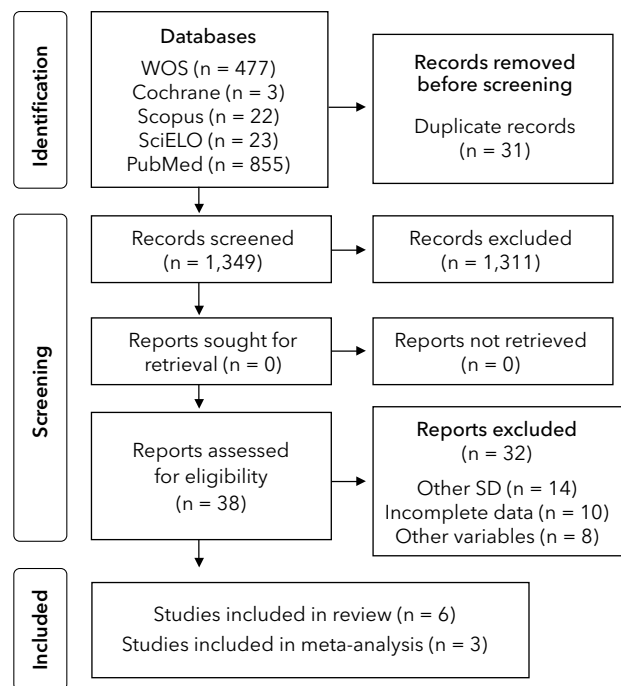 Identification
Databases
WOS (n = 477)
Cochrane (n = 3)
Scopus (n = 22)
SciELO (n = 23)
PubMed (n = 855)
Records removed
before screening
Duplicate records
(n = 31)
Screening
Records screened
(n = 1,349)
Records excluded
(n = 1,311)
Reports sought for
retrieval (n = 0)
Reports not retrieved
(n = 0)
Reports assessed
for eligibility
(n = 38)
Reports excluded
(n = 32)
Other SD (n = 14)
Incomplete data (n = 10)
Other variables (n = 8)
Included
Studies included in review (n = 6)
Studies included in meta-analysis (n = 3)